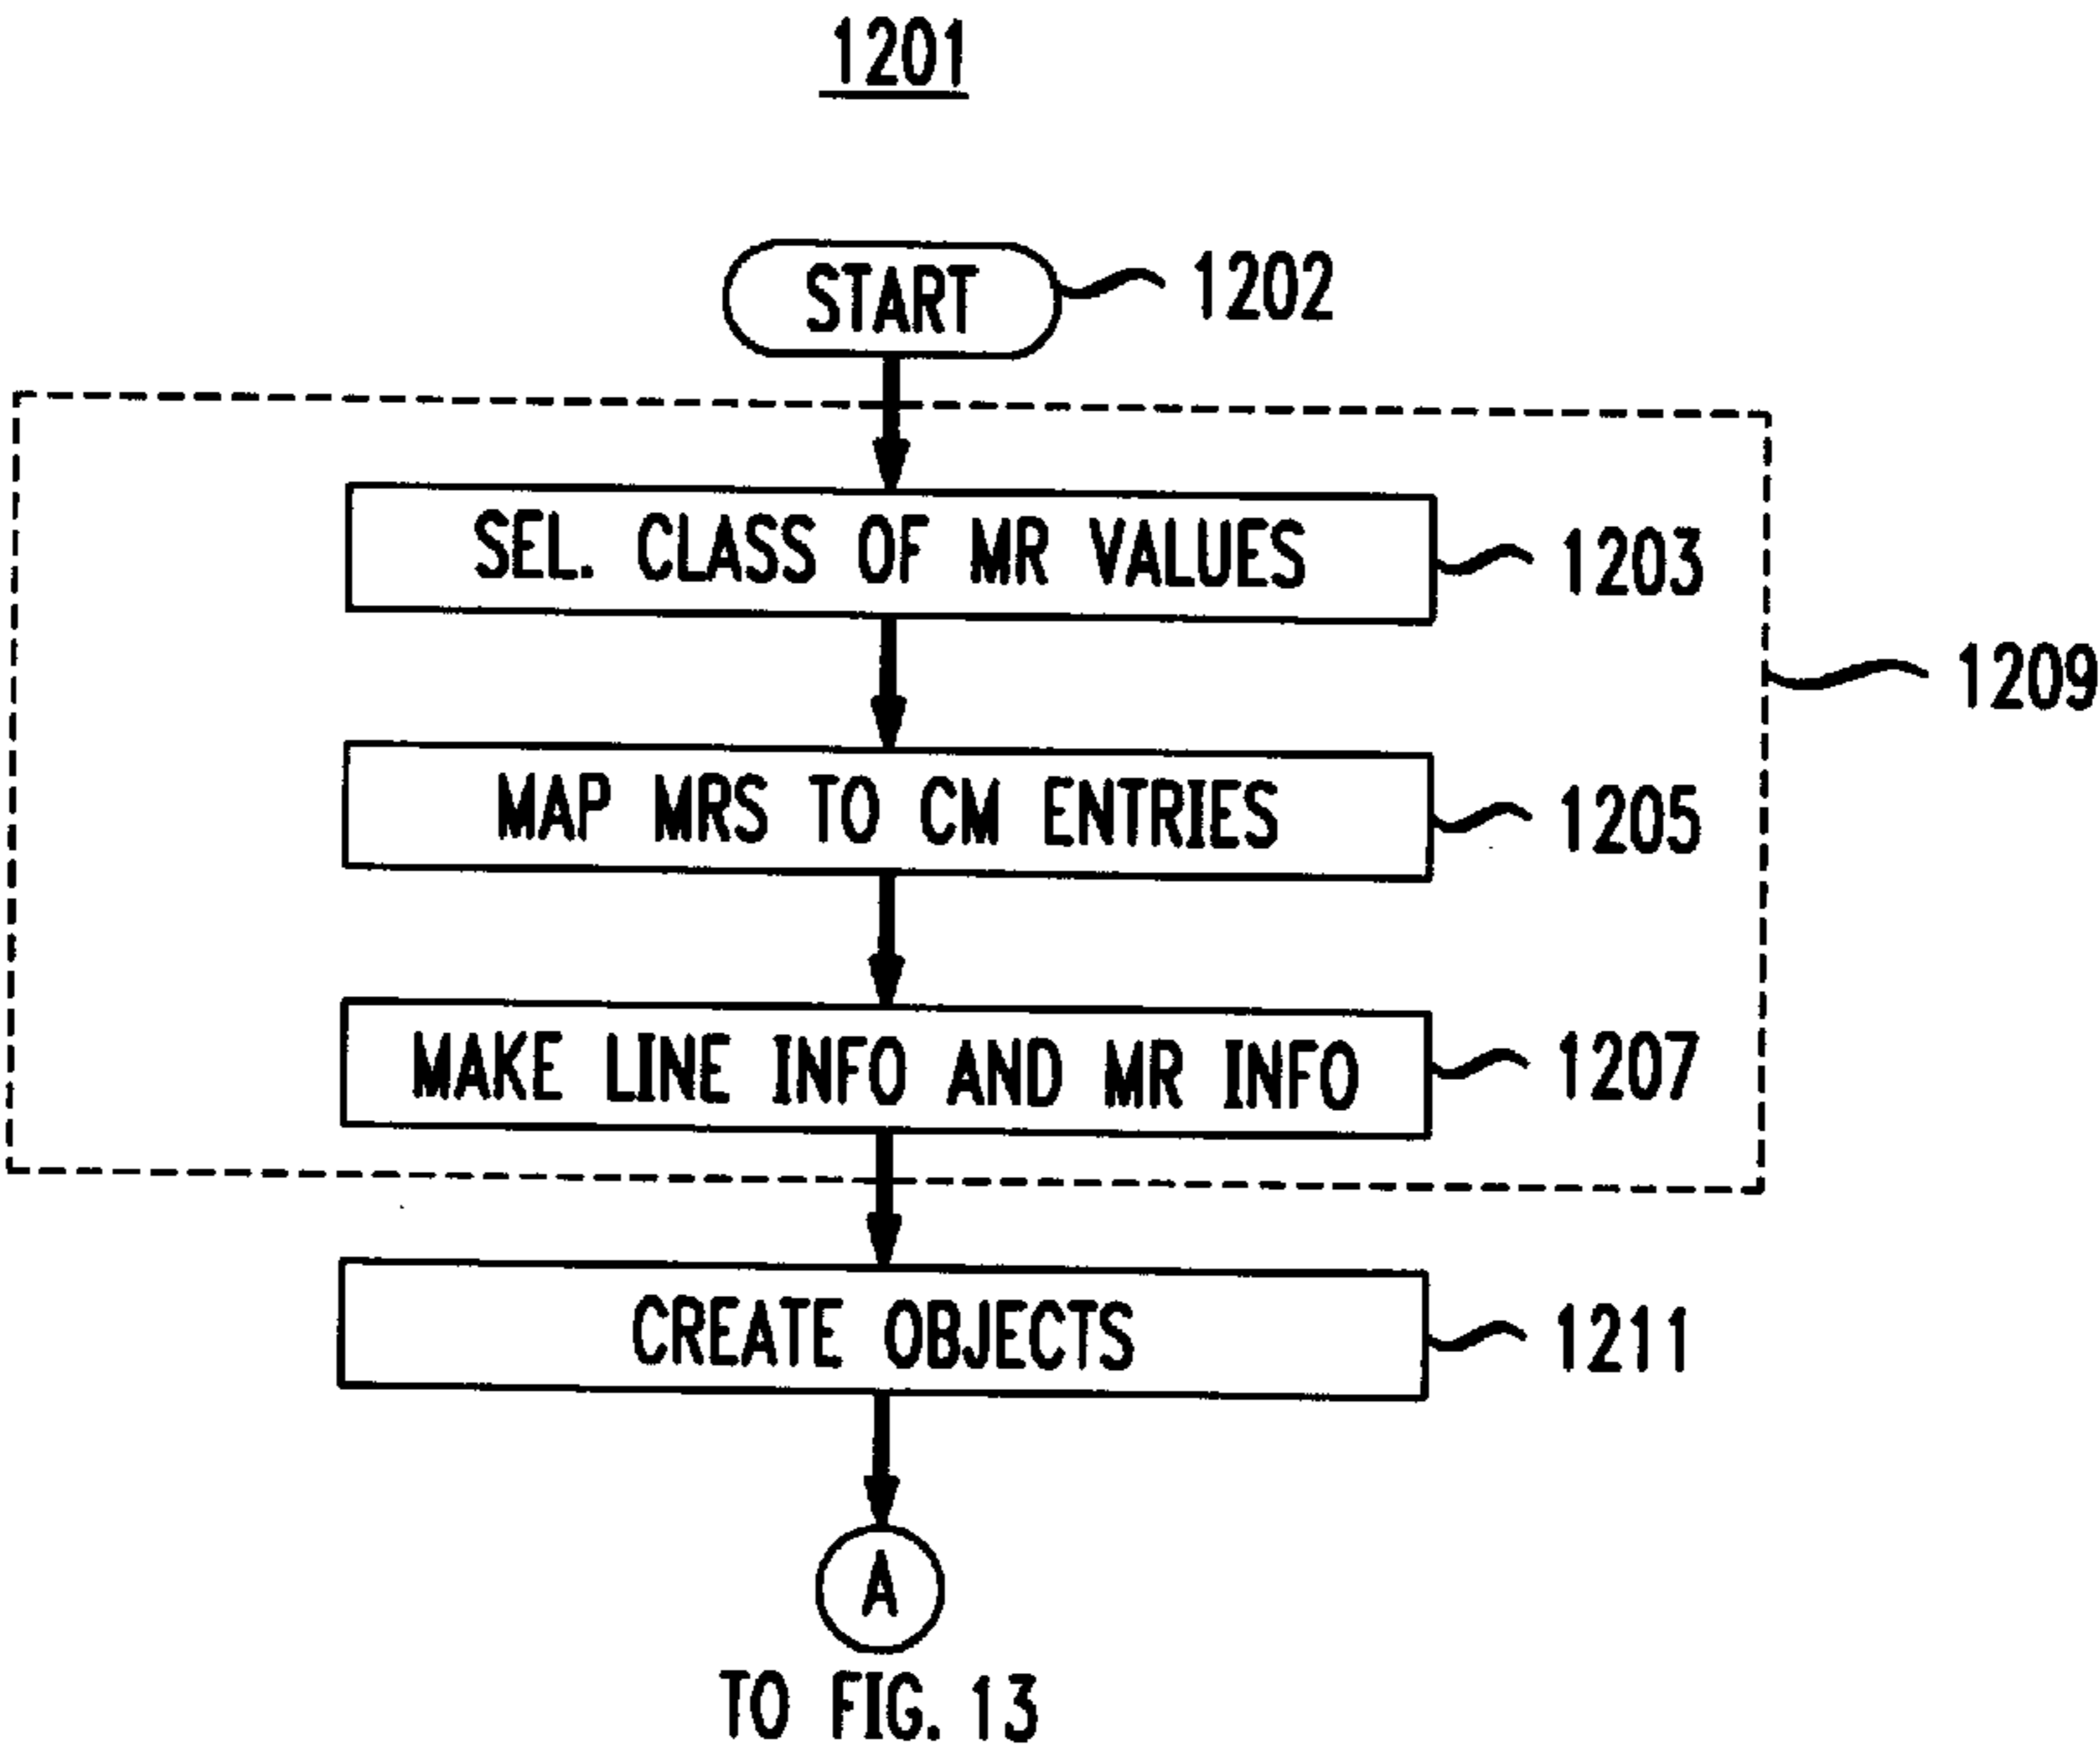 1201
START
1202
SEL. CLASS OF MR VALUES
1203
1209
MAP MRS TO CM ENTRIES
1205
MAKE LINE INFO AND MR INFO
1207
CREATE OBJECTS
1211
A
TO FIG. 13